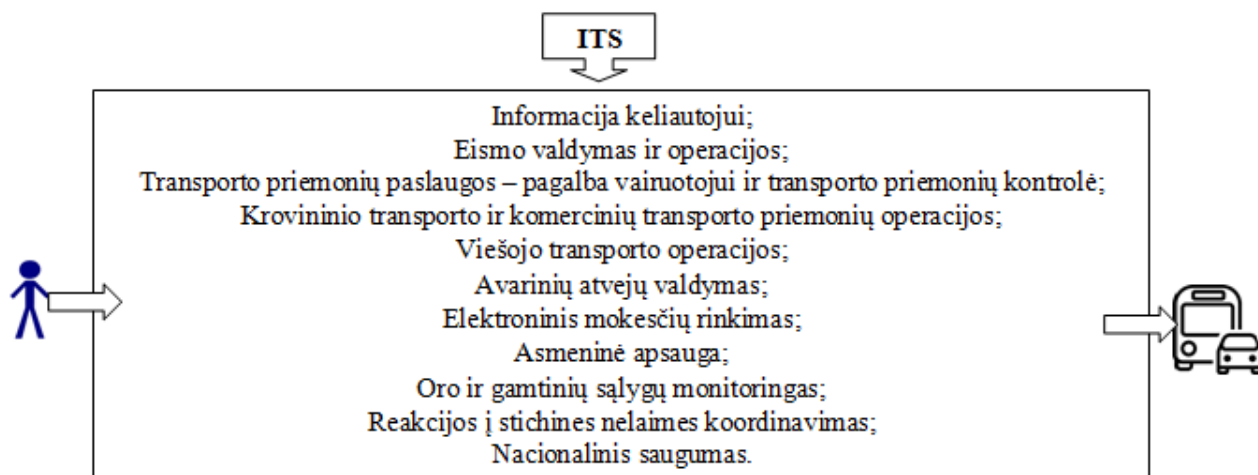 ITS
Informacija keliautojui;
Eismo valdymas ir operacijos;
Transporto priemonių paslaugos – pagalba vairuotojui ir transporto priemonių kontrolė;
Krovininio transporto ir komercinių transporto priemonių operacijos;
Viešojo transporto operacijos;
Avarinių atvejų valdymas;
Elektroninis mokesčių rinkimas;
Asmeninė apsauga;
Oro ir gamtinių sąlygų monitoringas;
Reakcijos į stichines nelaimes koordinavimas;
Nacionalinis saugumas.